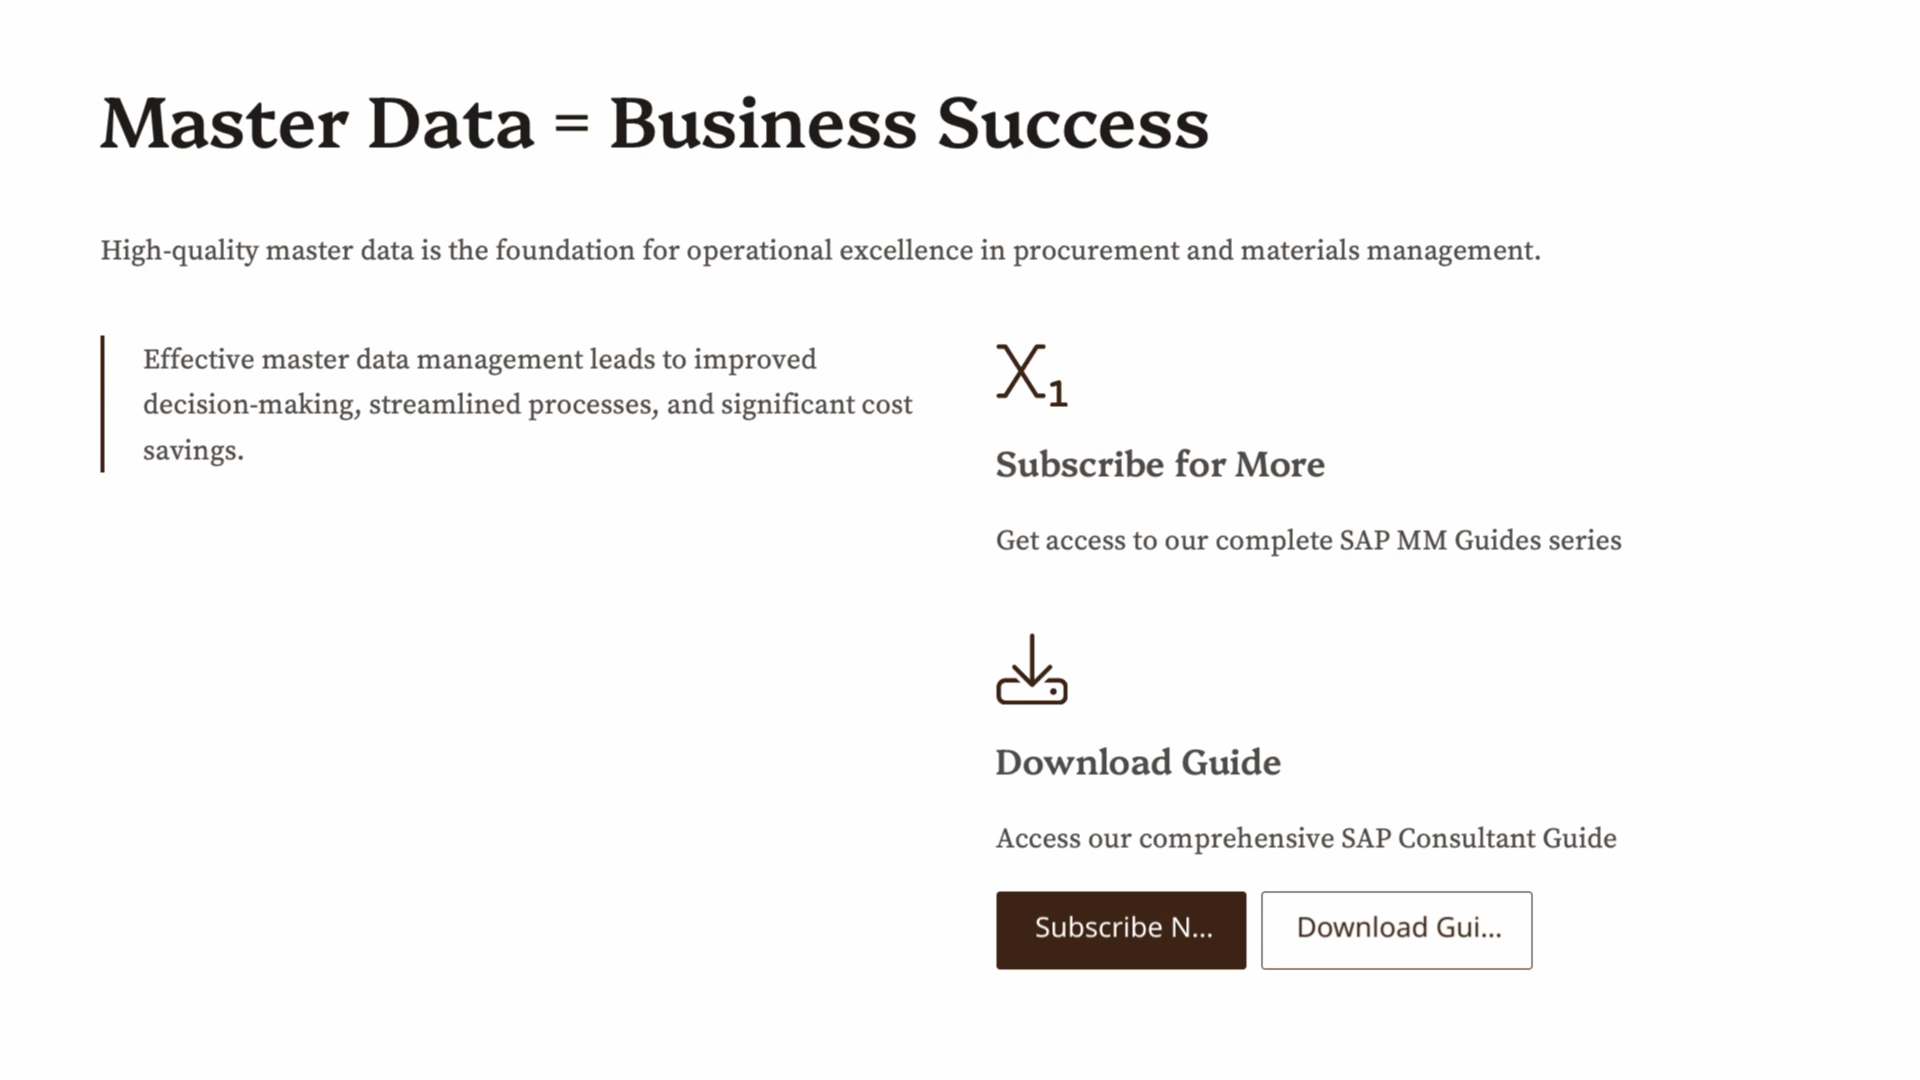 Master Data = Business Success
High-quality master data is the foundation for operational excellence in procurement and materials management.
Effective master data management leads to improved
decision-making, streamlined processes, and significant cost
savings.
X₁
Subscribe for More
Get access to our complete SAP MM Guides series
Download Guide
Access our comprehensive SAP Consultant Guide
Subscribe N...
Download Gui...